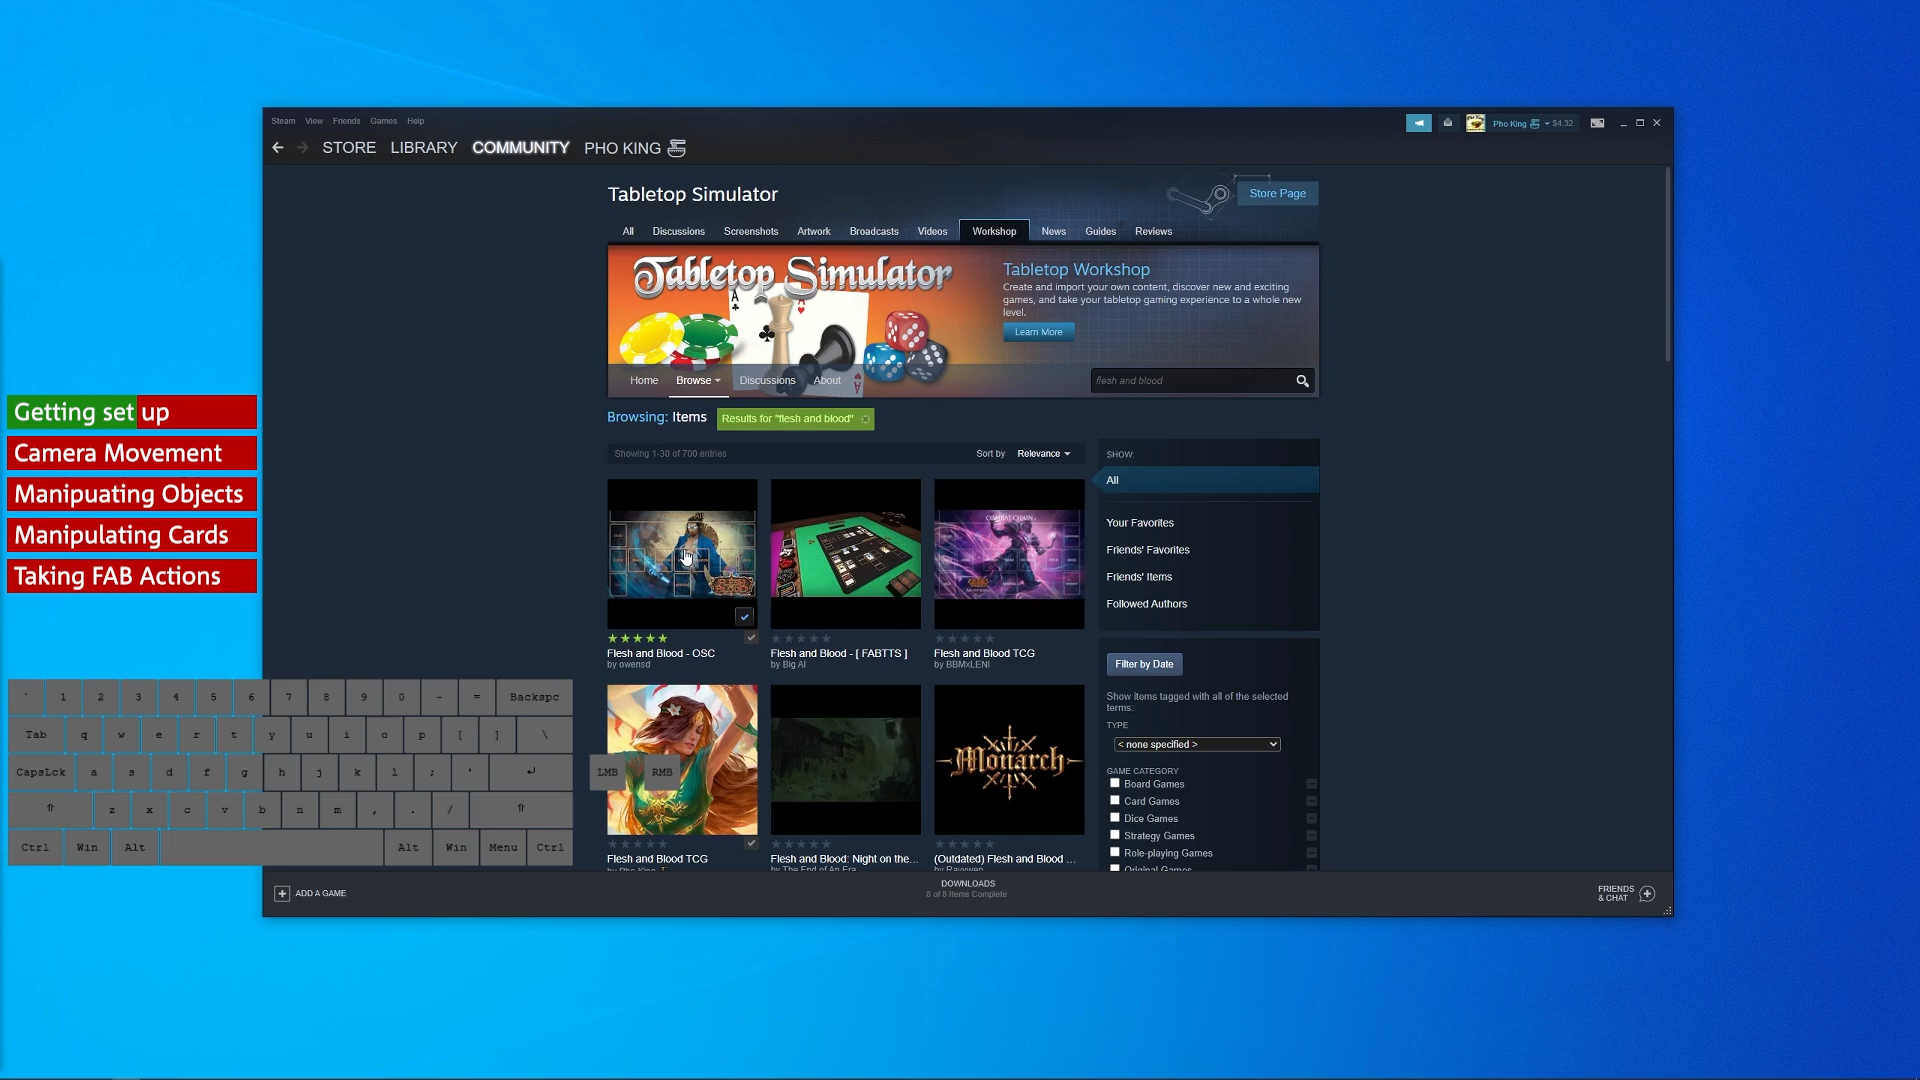 Steam View Friends Games Help
Pho King $4.32
STORE LIBRARY COMMUNITY PHO KING
Tabletop Simulator
Store Page
All Discussions Screenshots Artwork Broadcasts Videos Workshop News Guides Reviews
Tabletop Simulator
Tabletop Workshop
Create and import your own content, discover new and exciting
games, and take your tabletop gaming experience to a whole new
level.
Learn More
Home Browse Discussions About
flesh and blood
Browsing: Items
Results for "flesh and blood"
Showing 1-30 of 700 entries
Sort by Relevance
COMBAT CHAIN
Flesh and Blood - OSC
by owensd
Flesh and Blood - [ FABTTS ]
by Big Al
Flesh and Blood TCG
by BBMxLENI
Monarch
Flesh and Blood TCG
by Pho King
Flesh and Blood: Night on the...
by The End of An Era
(Outdated) Flesh and Blood ...
SHOW:
All
Your Favorites
Friends' Favorites
Friends' Items
Followed Authors
Filter by Date
Show items tagged with all of the selected
terms:
TYPE
< none specified >
GAME CATEGORY
Board Games
Card Games
Dice Games
Strategy Games
Role-playing Games
Original Games
ADD A GAME
DOWNLOADS
8 of 8 Items Complete
FRIENDS
& CHAT
Getting set up
Camera Movement
Manipuating Objects
Manipulating Cards
Taking FAB Actions
` 1 2 3 4 5 6 7 8 9 0 - = Backspc
Tab q w e r t y u i o p [ ] \
CapsLck a s d f g h j k l ; '
z x c v b n m , . /
Ctrl Win Alt Alt Win Menu Ctrl
LMB RMB